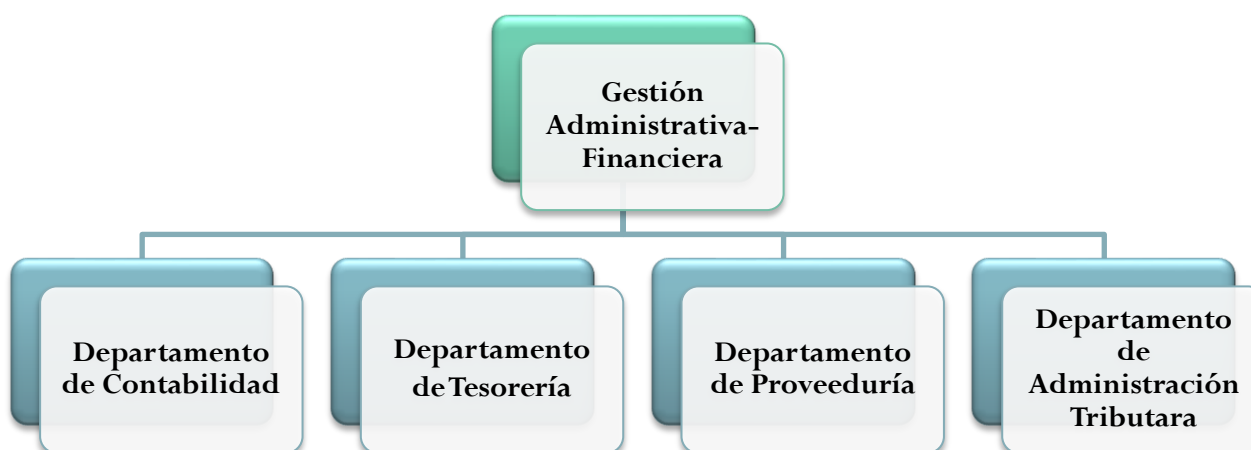 Gestión
Administrativa-
Financiera
Departamento
de Contabilidad
Departamento
de Tesorería
Departamento
de Proveeduría
Departamento
de
Administración
Tributara